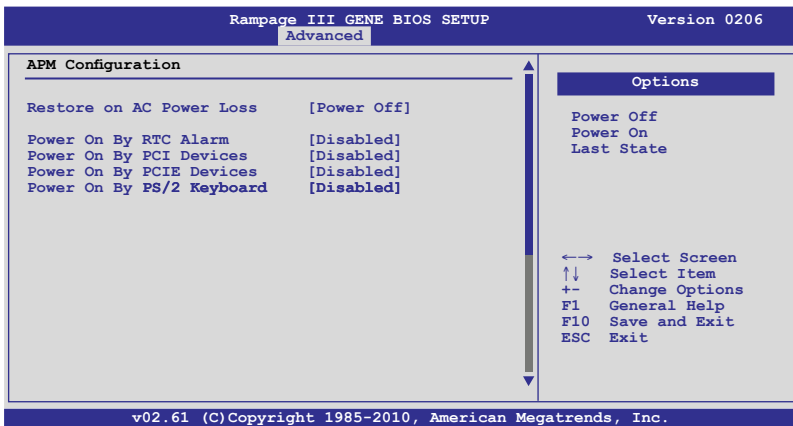 Rampage III GENE BIOS SETUP Version 0206
Advanced
APM Configuration
Restore on AC Power Loss [Power Off]
Power On By RTC Alarm [Disabled]
Power On By PCI Devices [Disabled]
Power On By PCIE Devices [Disabled]
Power On By PS/2 Keyboard [Disabled]
Options
Power Off
Power On
Last State
←→ Select Screen
↑↓ Select Item
+- Change Options
F1 General Help
F10 Save and Exit
ESC Exit
v02.61 (C)Copyright 1985-2010, American Megatrends, Inc.